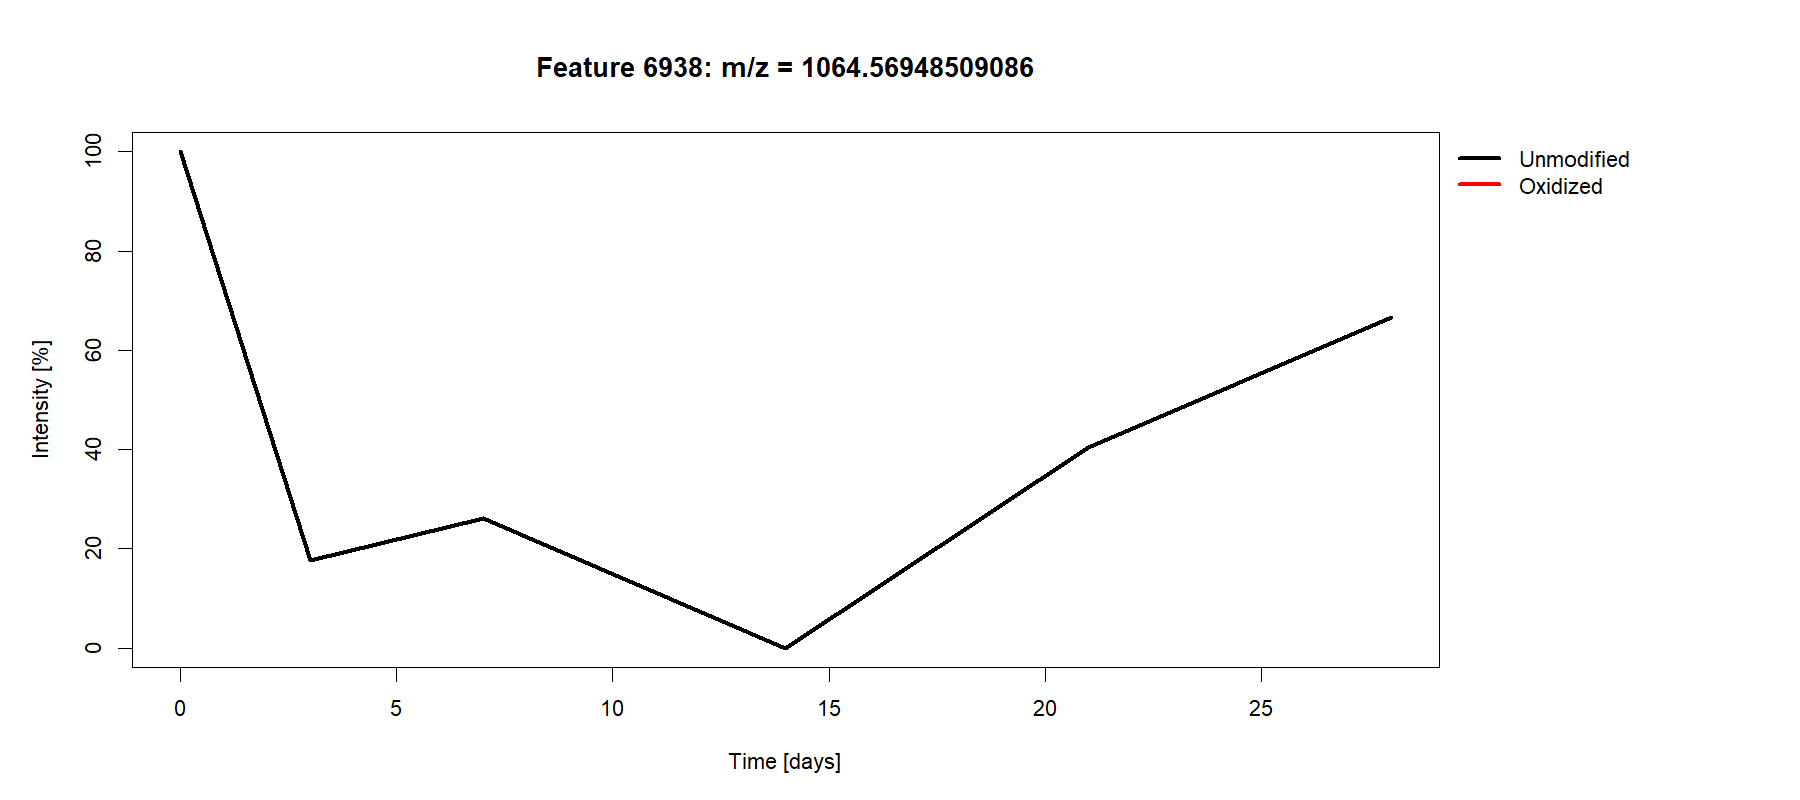 Feature 6938: m/z = 1064.56948509086
Unmodified
Oxidized
Intensity [%]
100
80
60
40
20
0
0 5 10 15 20 25
Time [days]